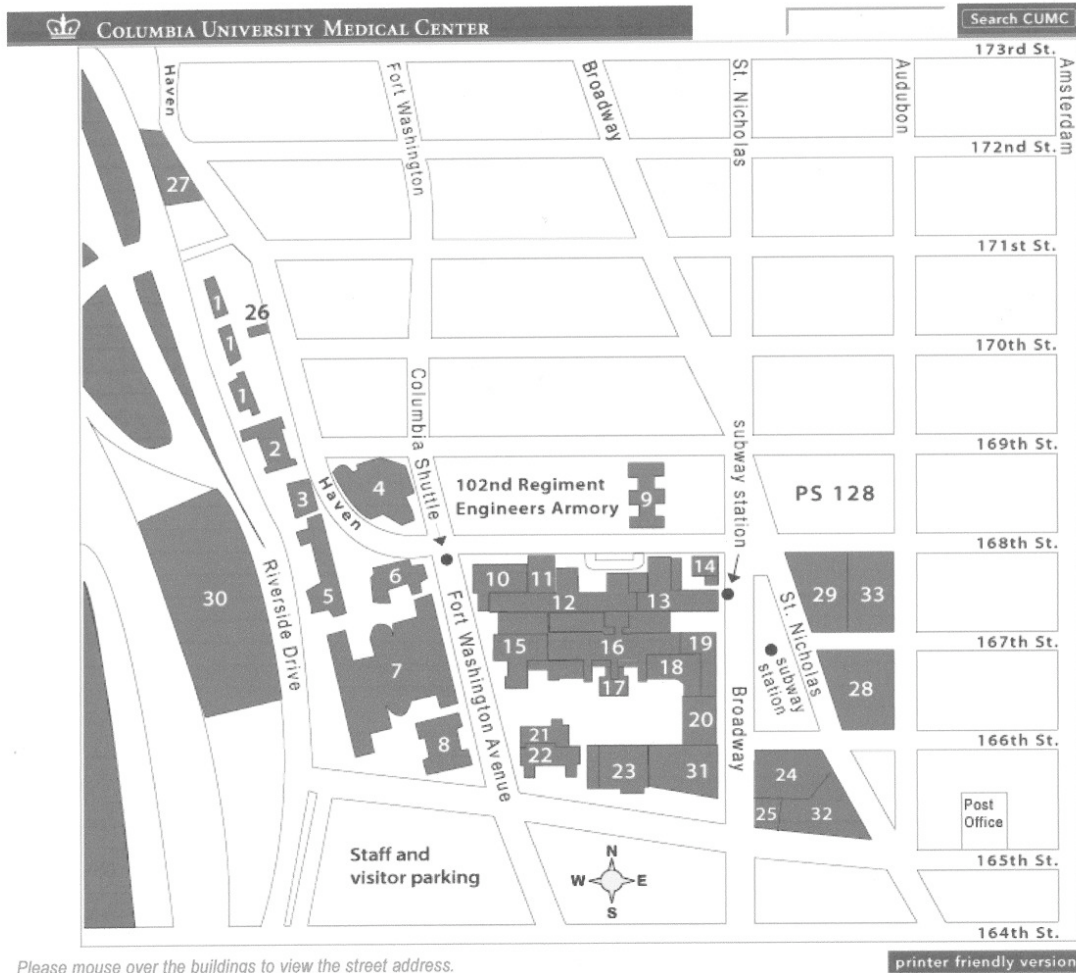 COLUMBIA UNIVERSITY MEDICAL CENTER
Search CUMC
173rd St.
Haven
Fort Washington
Broadway
St. Nicholas
Audubon
Amsterdam
172nd St.
27
171st St.
1
26
1
170th St.
1
Columbia Shuttle
subway station
2
169th St.
3
Haven
4
102nd Regiment
Engineers Armory
9
PS 128
168th St.
30
Riverside Drive
5
6
Fort Washington Avenue
10
11
12
13
14
29
33
St. Nicholas
167th St.
7
15
16
17
18
19
subway
station
28
20
Broadway
8
21
22
23
31
166th St.
24
25
32
Post
Office
165th St.
Staff and
visitor parking
N
W
E
S
164th St.
Please mouse over the buildings to view the street address.
printer friendly version